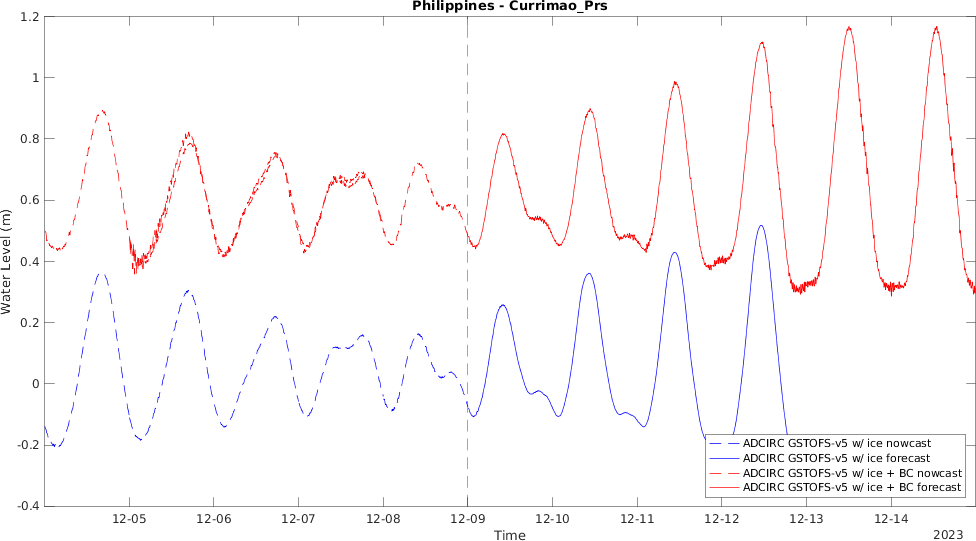 Philippines - Currimao_Prs
1.2
1
0.8
0.6
0.4
0.2
0
-0.2
-0.4
Water Level (m)
ADCIRC GSTOFS-v5 w/ ice nowcast
ADCIRC GSTOFS-v5 w/ ice forecast
ADCIRC GSTOFS-v5 w/ ice + BC nowcast
ADCIRC GSTOFS-v5 w/ ice + BC forecast
12-05 12-06 12-07 12-08 12-09 12-10 12-11 12-12 12-13 12-14
Time
2023